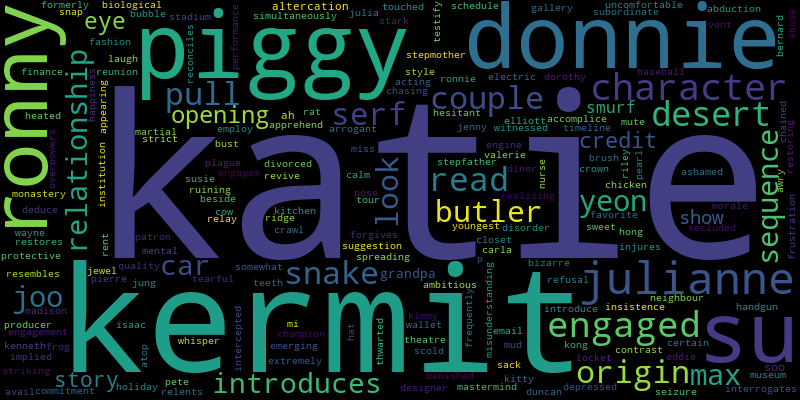 formerly biological altercation touched schedule gallery uncomfortable abduction
snap bubble stadium simultaneously julia subordinate vent
ronny eye piggy donnie
fashion performance stark testify bernard abuse
laugh reconciles stepmother
finance reunion style ronnie electric dorothy baseball
relationship happiness pull acting chasing couple character
heated appearing opening serf hesitant smurf desert
overpowers institution ah rat elliott accomplice mute chained
martial employ apprehend arrogant jenny witnessed timeline restoring
strict bust miss engine credit
katie
plague divorced stepfather valerie brush riley pearl ashamed sequence
engages revive calm look read diner nurse crown
monastery susie pose realising chicken awry
deduce ruining kitchen tour butler yeon favorite morale
beside cow ridge youngest disorder sweet hong show secluded frustration
wayne relay crawl forgives closet injures
restores rent patron suggestion carla
protective mental spreading p bizarre
resembles quality car somewhat snake grandpa refusal neighbour julianne
joo jewel pierre jung tearful teeth ambitious misunderstanding insistence handgun
madison kermit introduce
producer isaac whisper intercepted mi hat kimmy frequently email engaged su
engagement champion wallet kong certain
kenneth frog atop emerging thwarted theatre mud contrast eddie
implied extremely scold sack locket origin soo
striking story pete introduces banished kitty max museum
avail commitment holiday relents designer mastermind duncan depressed seizure interrogates